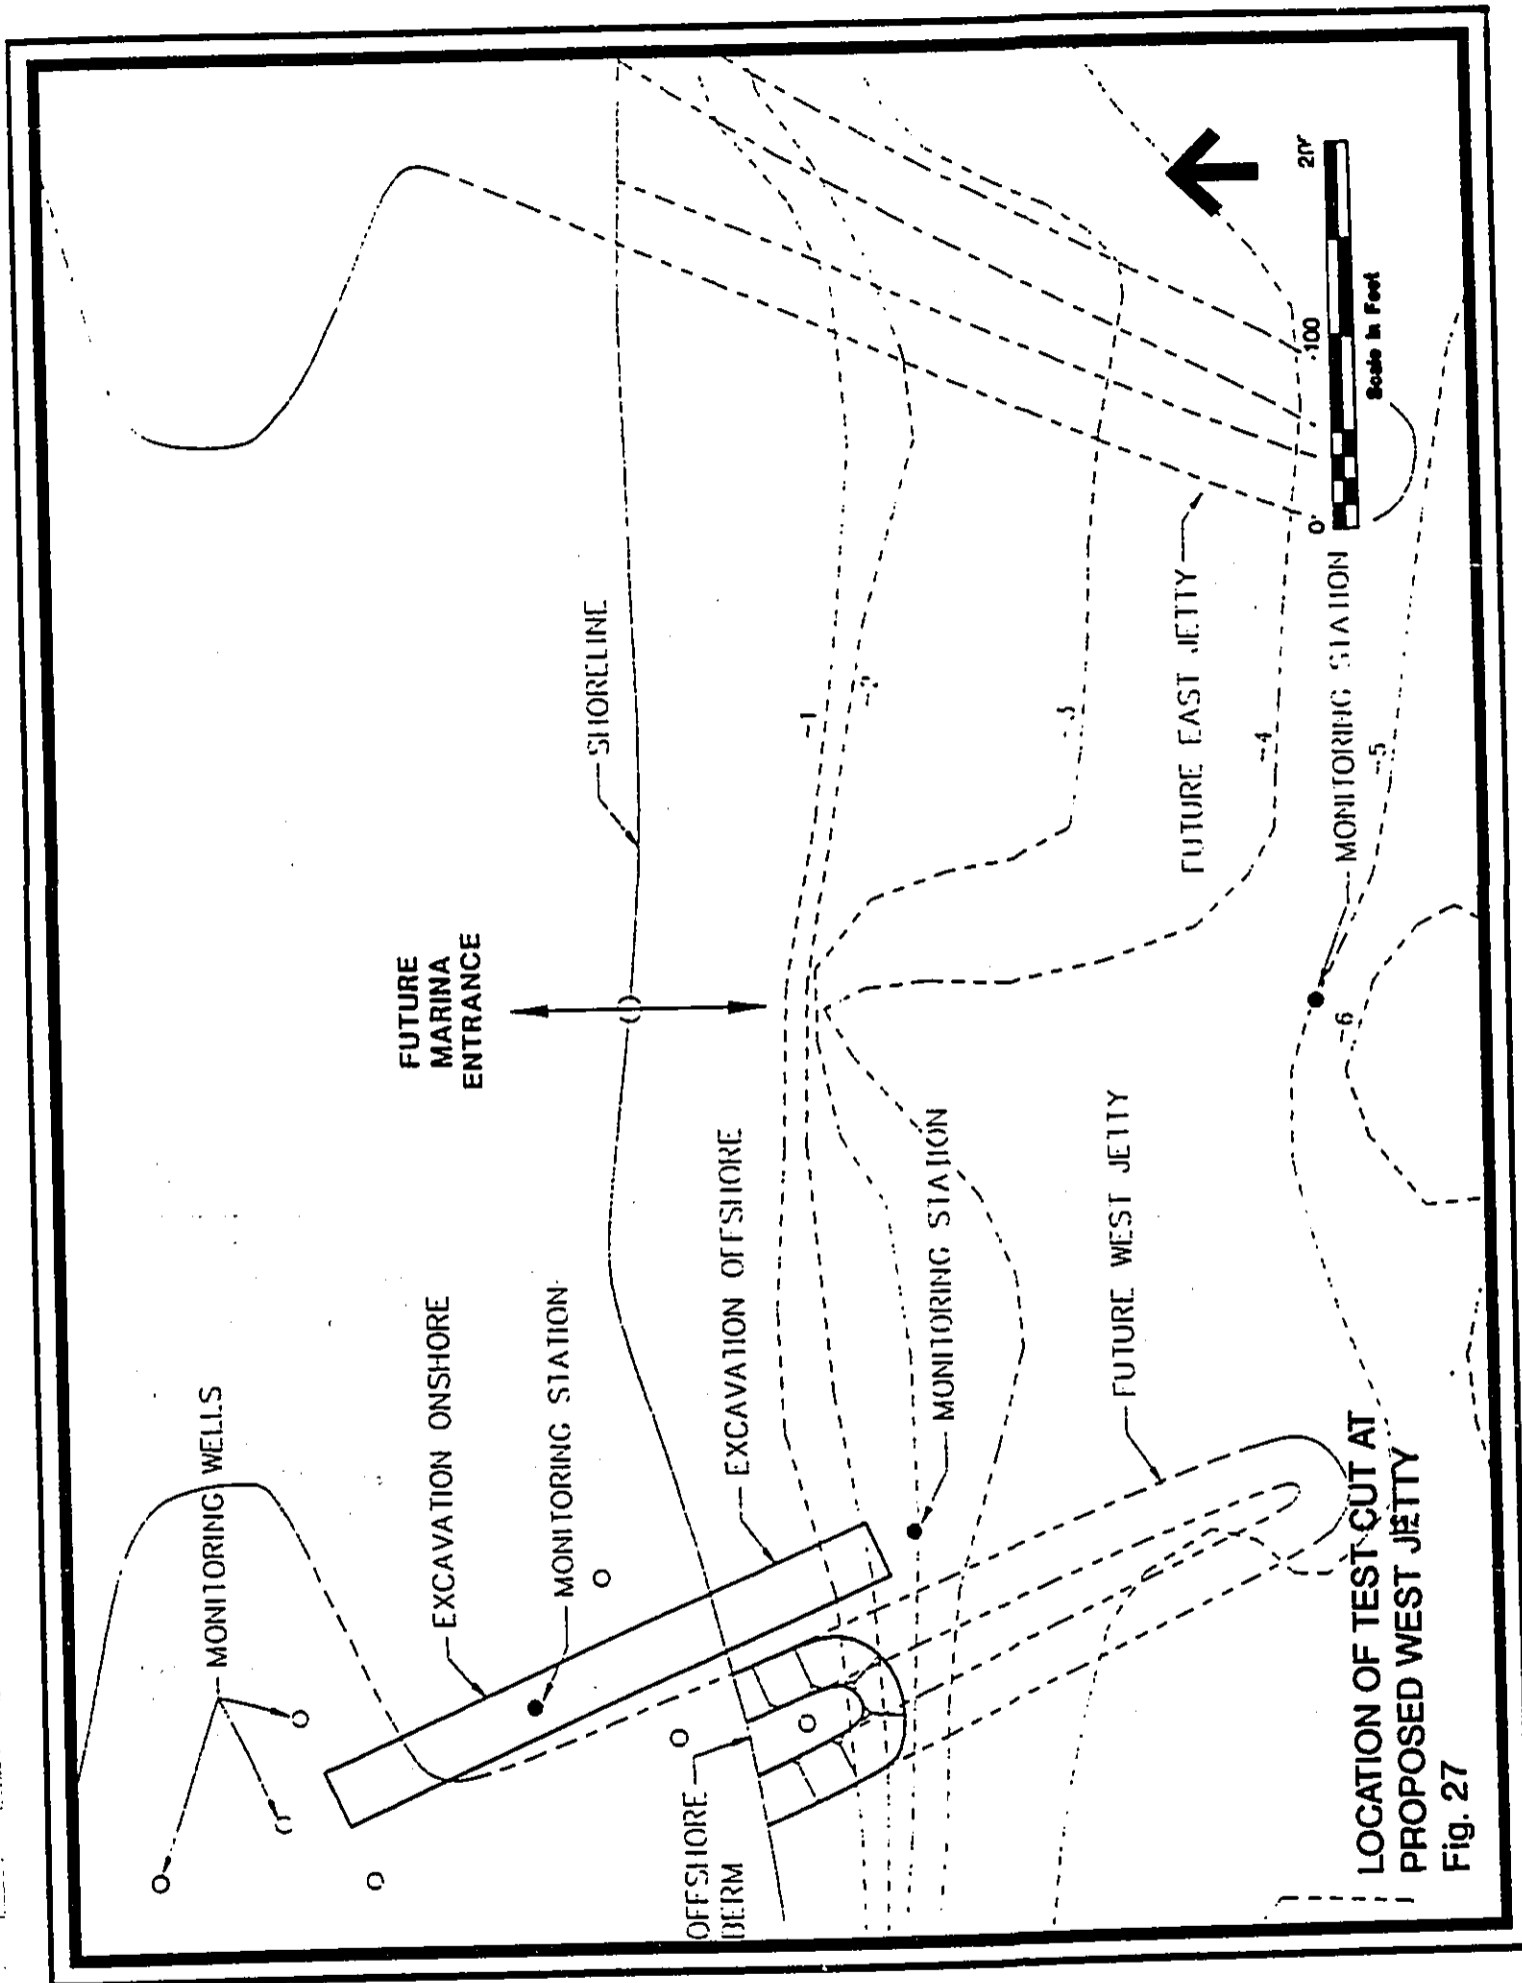 MONITORING WELLS
EXCAVATION ONSHORE
MONITORING STATION
FUTURE
MARINA
ENTRANCE
SHORELINE
OFFSHORE
BERM
EXCAVATION OFFSHORE
MONITORING STATION
FUTURE WEST JETTY
FUTURE EAST JETTY
MONITORING STATION
-1
-2
-3
-4
-5
-6
0'
100
Scale in Feet
LOCATION OF TEST CUT AT
PROPOSED WEST JETTY
Fig. 27